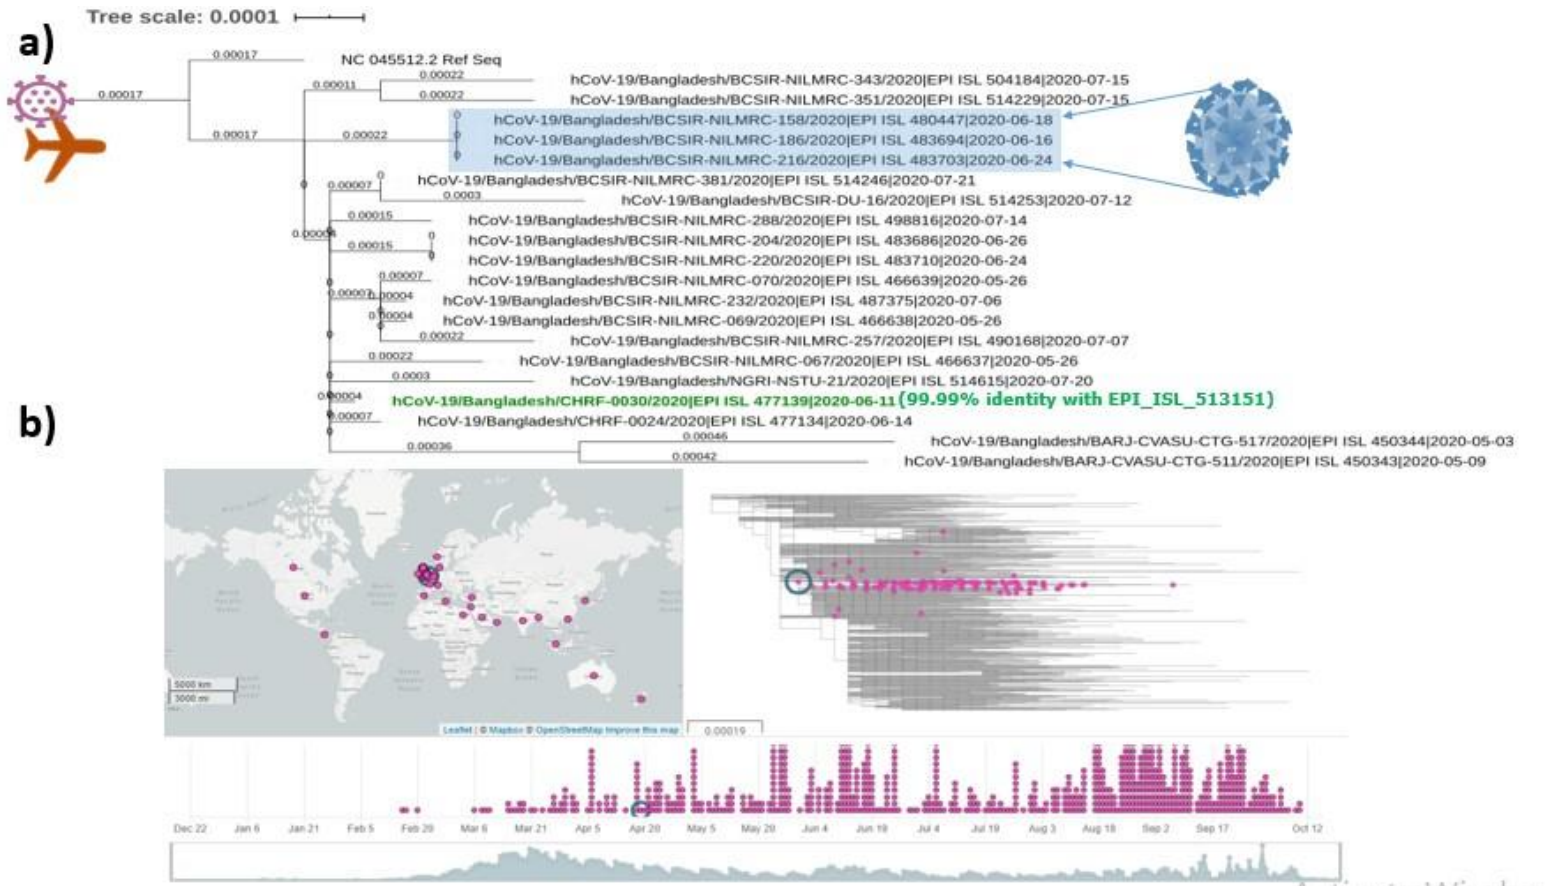 Tree scale: 0.0001
a)
0.00017
NC 045512.2 Ref Seq
0.00022
hCoV-19/Bangladesh/BCSIR-NILMRC-343/2020|EPI ISL 504184|2020-07-15
0.00011
0.00017
0.00022
hCoV-19/Bangladesh/BCSIR-NILMRC-351/2020|EPI ISL 514229|2020-07-15
0
hCoV-19/Bangladesh/BCSIR-NILMRC-158/2020|EPI ISL 480447|2020-06-18
0.00017
0.00022
0
hCoV-19/Bangladesh/BCSIR-NILMRC-186/2020|EPI ISL 483694|2020-06-16
0
hCoV-19/Bangladesh/BCSIR-NILMRC-216/2020|EPI ISL 483703|2020-06-24
0
0.00007
0
hCoV-19/Bangladesh/BCSIR-NILMRC-381/2020|EPI ISL 514246|2020-07-21
0.0003
hCoV-19/Bangladesh/BCSIR-DU-16/2020|EPI ISL 514253|2020-07-12
0.00015
hCoV-19/Bangladesh/BCSIR-NILMRC-288/2020|EPI ISL 498816|2020-07-14
0.00004
0
hCoV-19/Bangladesh/BCSIR-NILMRC-204/2020|EPI ISL 483686|2020-06-26
0.00015
0
hCoV-19/Bangladesh/BCSIR-NILMRC-220/2020|EPI ISL 483710|2020-06-24
0.00007
hCoV-19/Bangladesh/BCSIR-NILMRC-070/2020|EPI ISL 466639|2020-05-26
0.00007
0.00004
hCoV-19/Bangladesh/BCSIR-NILMRC-232/2020|EPI ISL 487375|2020-07-06
0.00004
hCoV-19/Bangladesh/BCSIR-NILMRC-069/2020|EPI ISL 466638|2020-05-26
0.00022
hCoV-19/Bangladesh/BCSIR-NILMRC-257/2020|EPI ISL 490168|2020-07-07
0.00022
hCoV-19/Bangladesh/BCSIR-NILMRC-067/2020|EPI ISL 466637|2020-05-26
0.0003
hCoV-19/Bangladesh/NGRI-NSTU-21/2020|EPI ISL 514615|2020-07-20
0.00004
hCoV-19/Bangladesh/CHRF-0030/2020|EPI ISL 477139|2020-06-11(99.99% identity with EPI_ISL_513151)
0.00007
hCoV-19/Bangladesh/CHRF-0024/2020|EPI ISL 477134|2020-06-14
b)
0.00036
0.00046
hCoV-19/Bangladesh/BARJ-CVASU-CTG-517/2020|EPI ISL 450344|2020-05-03
0.00042
hCoV-19/Bangladesh/BARJ-CVASU-CTG-511/2020|EPI ISL 450343|2020-05-09
5000 km
3000 mi
Leaflet | © Mapbox © OpenStreetMap Improve this map
0.00019
Dec 22 Jan 6 Jan 21 Feb 5 Feb 20 Mar 6 Mar 21 Apr 5 Apr 20 May 5 May 20 Jun 4 Jun 19 Jul 4 Jul 19 Aug 3 Aug 18 Sep 2 Sep 17 Oct 12